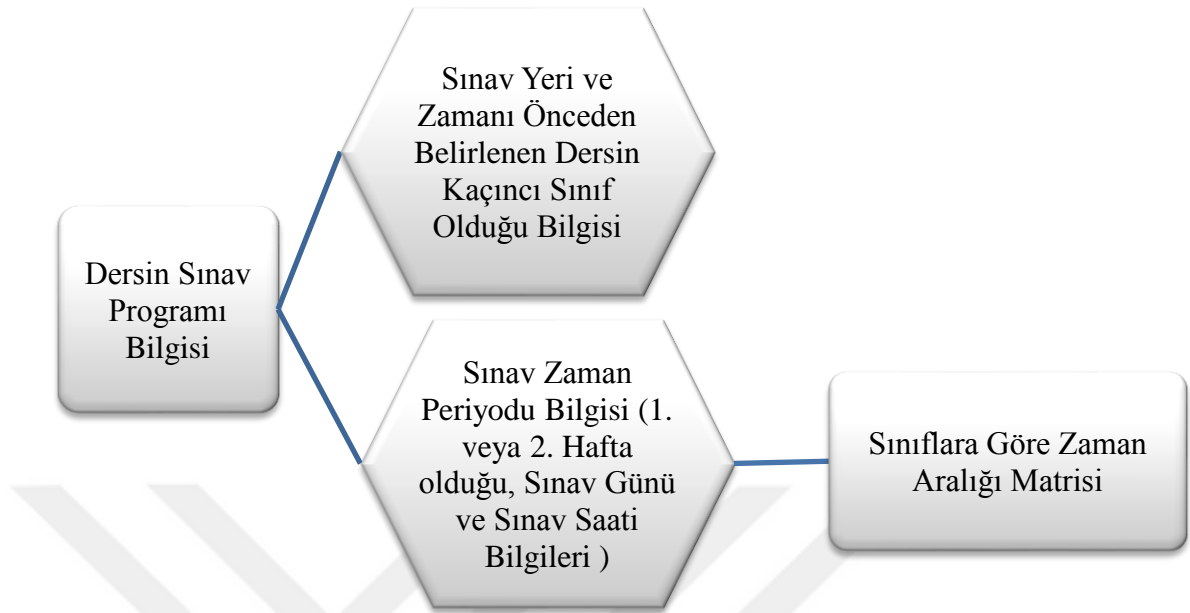 Dersin Sınav
Programı
Bilgisi
Sınav Yeri ve
Zamanı Önceden
Belirlenen Dersin
Kaçıncı Sınıf
Olduğu Bilgisi
Sınav Zaman
Periyodu Bilgisi (1.
veya 2. Hafta
olduğu, Sınav Günü
ve Sınav Saati
Bilgileri )
Sınıflara Göre Zaman
Aralığı Matrisi